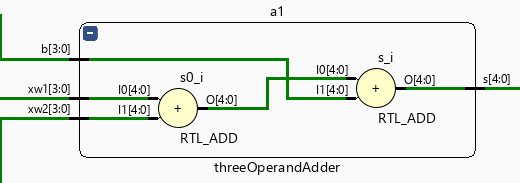 a1
b[3:0]
s_i
s0_i
I0[4:0]
O[4:0]
s[4:0]
xw1[3:0]
I0[4:0]
I1[4:0]
+
xw2[3:0]
I1[4:0]
+
O[4:0]
RTL_ADD
RTL_ADD
threeOperandAdder